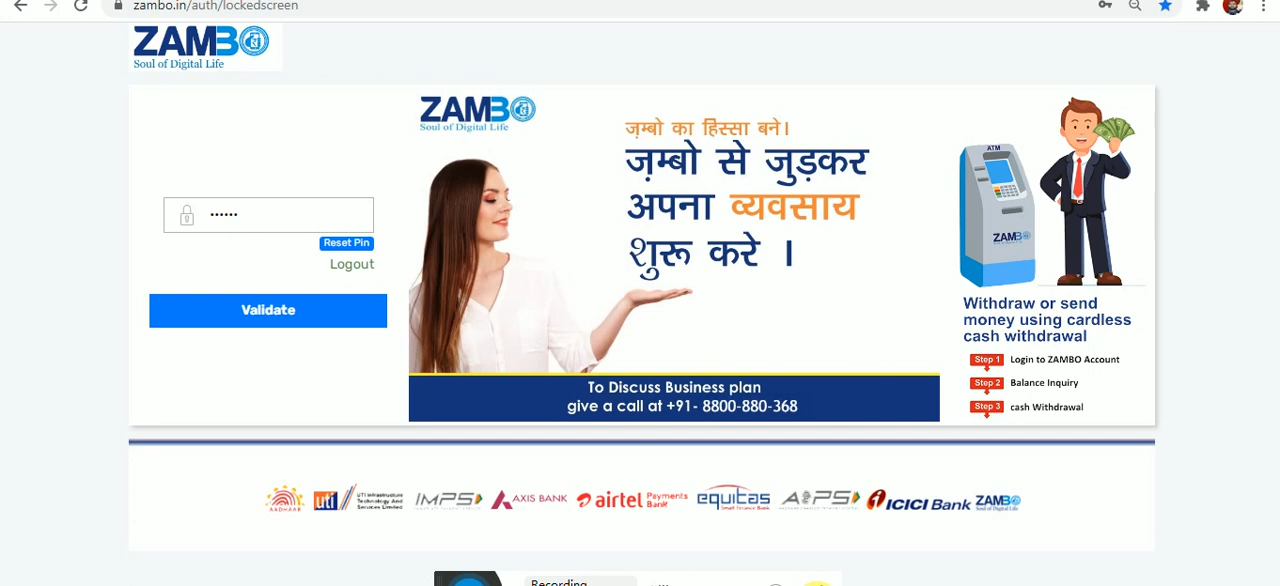 zambo.in/auth/lockedscreen
ZAMBO
Soul of Digital Life
••••••
Reset Pin
Logout
Validate
ZAMBO
Soul of Digital Life
ज़म्बो का हिस्सा बने।
ज़म्बो से जुड़कर
अपना व्यवसाय
शुरू करे ।
To Discuss Business plan
give a call at +91- 8800-880-368
ATM
ZAMBO
Withdraw or send
money using cardless
cash withdrawal
Step 1 Login to ZAMBO Account
Step 2 Balance Inquiry
Step 3 cash Withdrawal
AADHAAR
uti
UTI Infrastructure
Technology And
Services Limited
IMPS
AXIS BANK
airtel Payments
Bank
equitas
Small Finance Bank
AEPS
ICICI Bank
ZAMBO
Soul of Digital Life
Recording